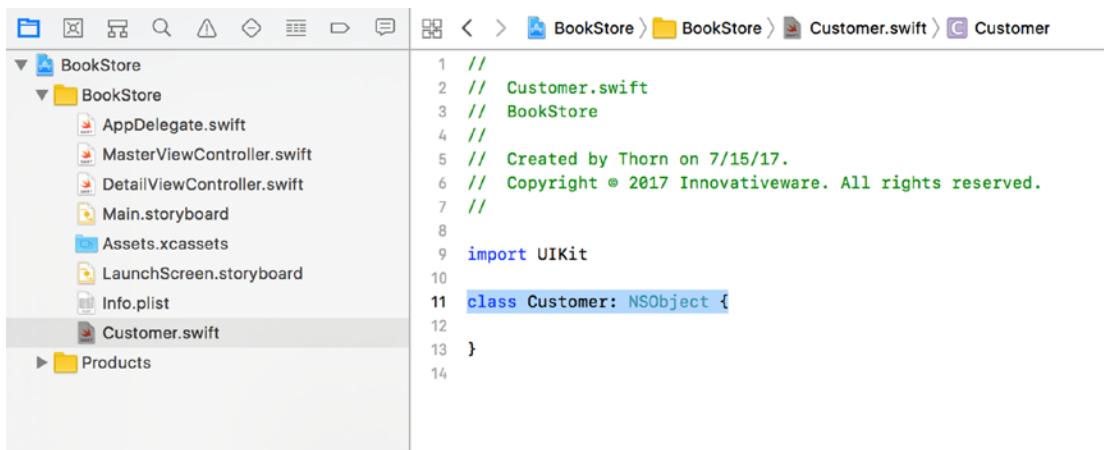 BookStore
BookStore
AppDelegate.swift
MasterViewController.swift
DetailViewController.swift
Main.storyboard
Assets.xcassets
LaunchScreen.storyboard
Info.plist
Customer.swift
Products
BookStore 〉 BookStore 〉 Customer.swift 〉 C Customer
1 //
2 //  Customer.swift
3 //  BookStore
4 //
5 //  Created by Thorn on 7/15/17.
6 //  Copyright © 2017 Innovativeware. All rights reserved.
7 //
8
9 import UIKit
10
11 class Customer: NSObject {
12
13 }
14